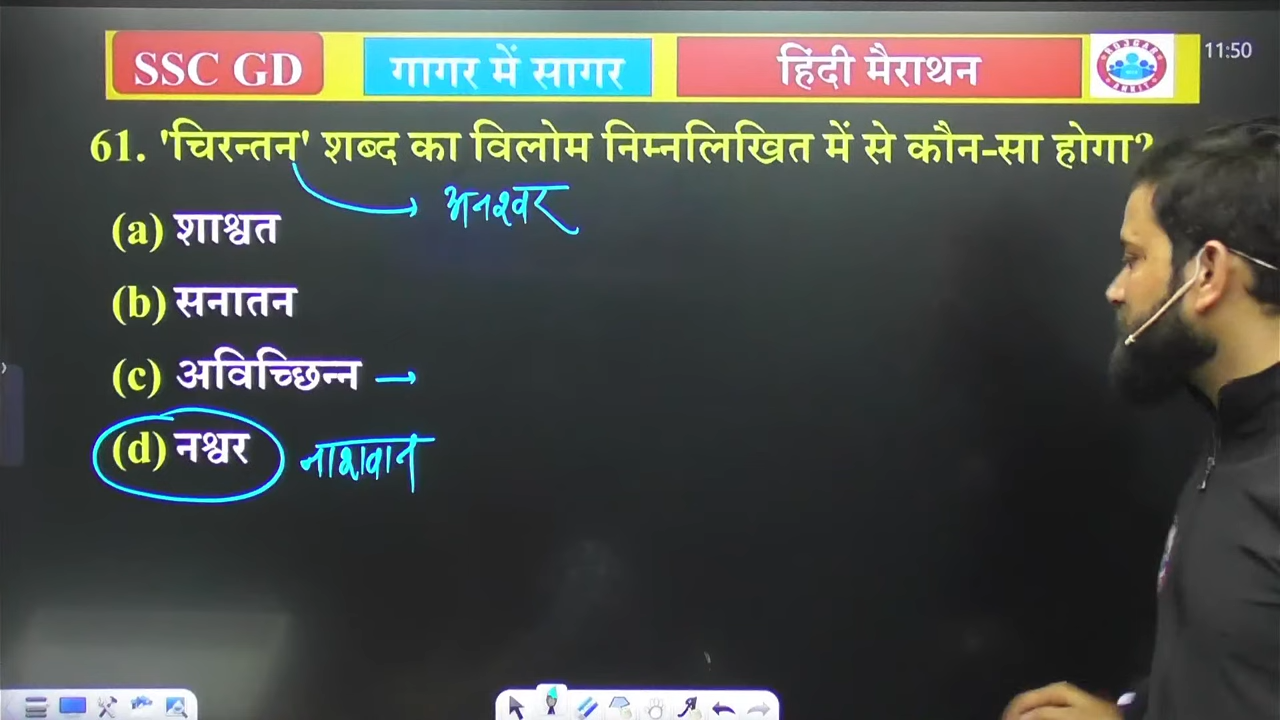 SSC GD गागर में सागर हिंदी मैराथन 11:50
61. 'चिरन्तन' शब्द का विलोम निम्नलिखित में से कौन-सा होगा?
अनश्वर
(a) शाश्वत
(b) सनातन
(c) अविच्छिन्न →
(d) नश्वर नाशवान